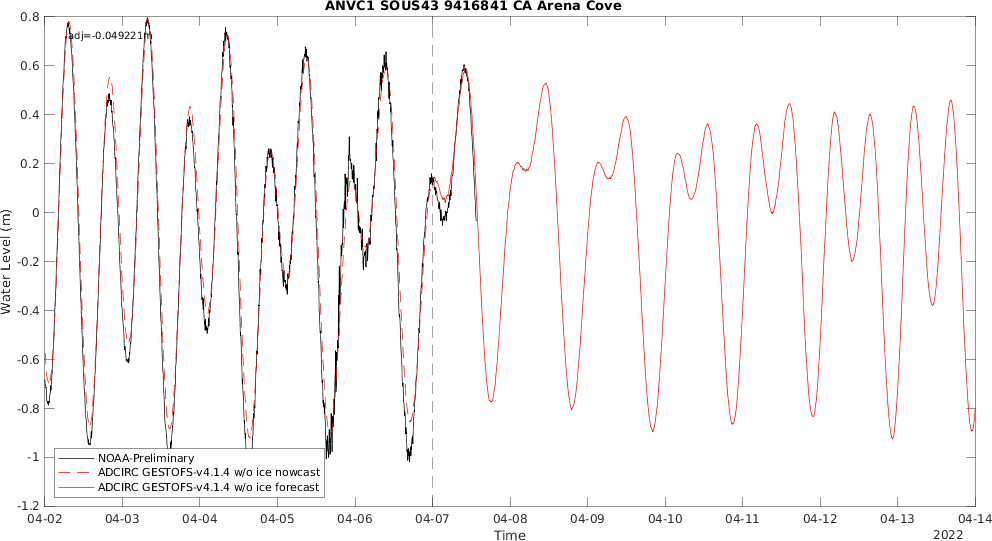 ANVC1 SOUS43 9416841 CA Arena Cove
adj=-0.049221m
0.8
0.6
0.4
0.2
0
-0.2
-0.4
-0.6
-0.8
-1
-1.2
Water Level (m)
NOAA-Preliminary
ADCIRC GESTOFS-v4.1.4 w/o ice nowcast
ADCIRC GESTOFS-v4.1.4 w/o ice forecast
04-02 04-03 04-04 04-05 04-06 04-07 04-08 04-09 04-10 04-11 04-12 04-13 04-14
Time
2022